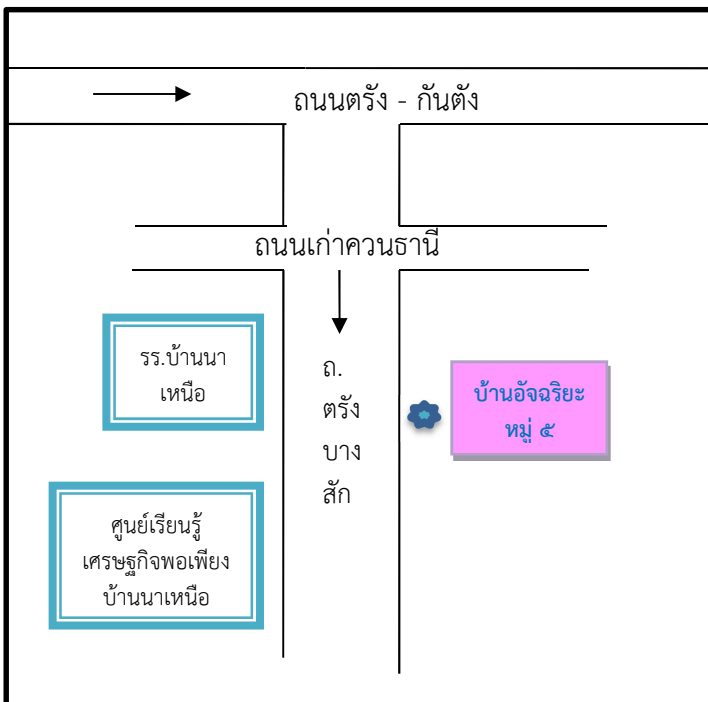 ถนนตรัง - กันตัง
ถนนเก่าควนธานี
รร.บ้านนา
เหนือ
ถ.
ตรัง
บาง
สัก
บ้านอัจฉริยะ
หมู่ ๕
ศูนย์เรียนรู้
เศรษฐกิจพอเพียง
บ้านนาเหนือ